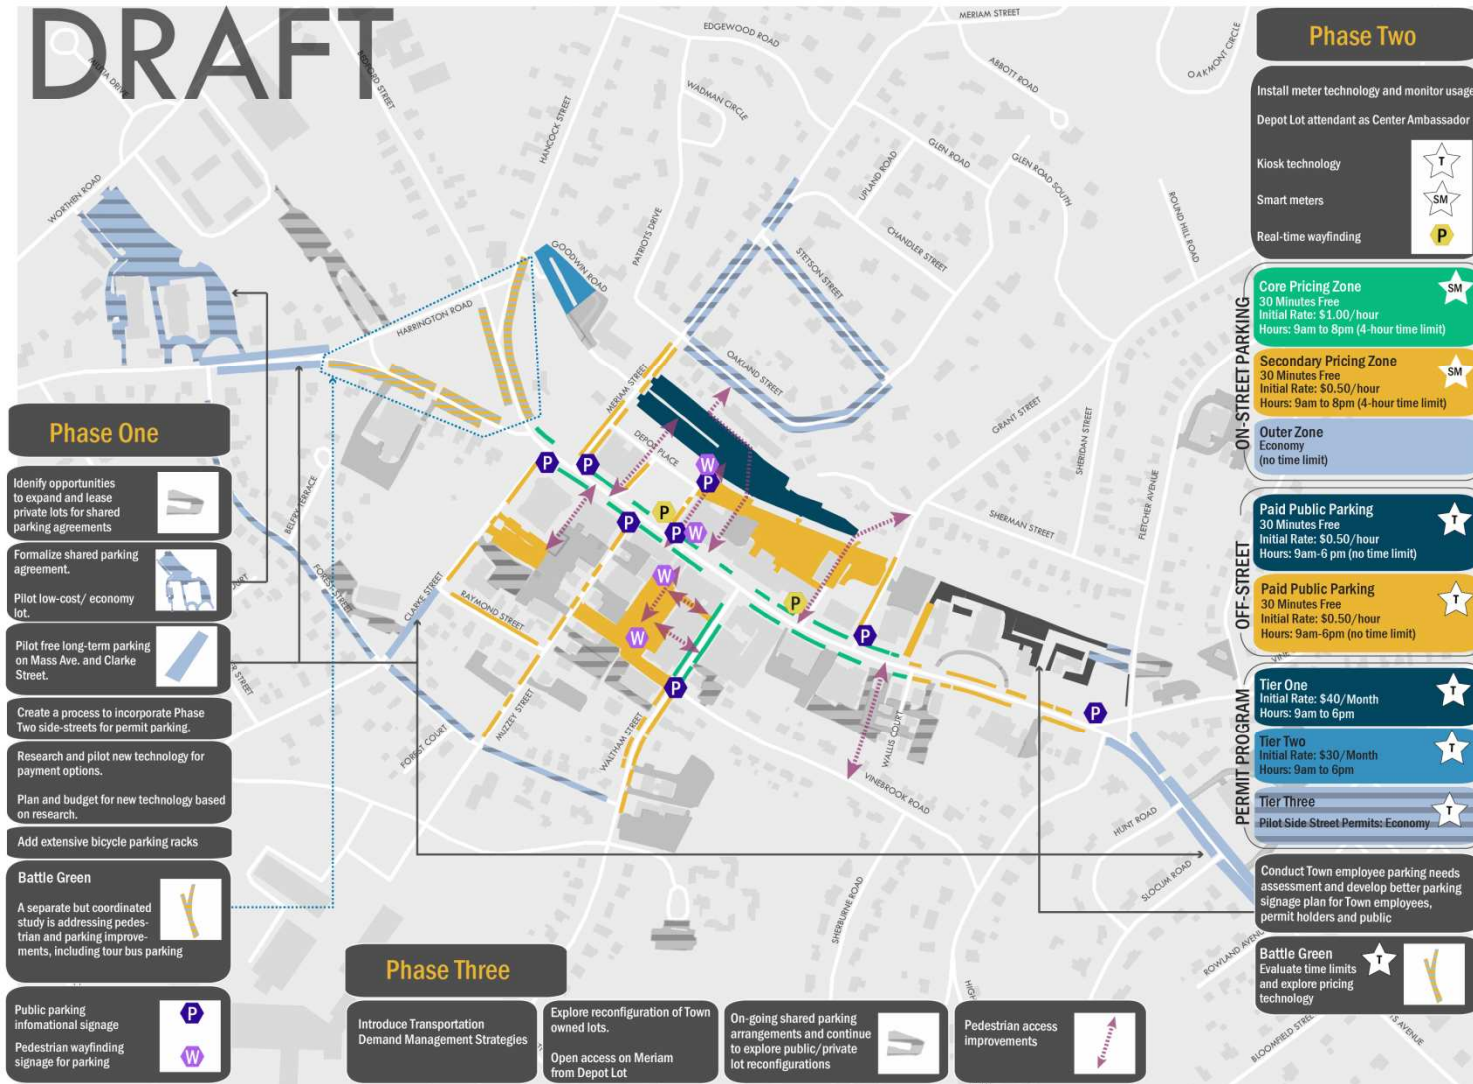 DRAFT
MERIAM STREET
EDGEWOOD ROAD
OAKMONT CIRCLE
ABBOTT ROAD
WADMAN CIRCLE
HANCOCK STREET
BEDFORD STREET
GLEN ROAD
GLEN ROAD SOUTH
UPLAND ROAD
ROUND HILL ROAD
WORTHEN ROAD
PATRIOTS DRIVE
CHANDLER STREET
STETSON STREET
GOODWIN ROAD
HARRINGTON ROAD
OAKLAND STREET
MERIAM STREET
GRANT STREET
SHERIDAN STREET
FLETCHER AVENUE
DEPOT PLACE
SHERMAN STREET
BELFRY TERRACE
FOREST STREET
CLARKE STREET
RAYMOND STREET
MUZZEY STREET
FOREST COURT
WALTHAM STREET
WALLIS COURT
VINEBROOK ROAD
HUNT ROAD
SLOCUM ROAD
SHERBURNE ROAD
ROWLAND AVENUE
BLOOMFIELD STREET
P
P
P
P
P
P
P
P
P
P
W
W
W
W
Phase One
Idenify opportunities
to expand and lease
private lots for shared
parking agreements
Formalize shared parking
agreement.
Pilot low-cost/ economy
lot.
Pilot free long-term parking
on Mass Ave. and Clarke
Street.
Create a process to incorporate Phase
Two side-streets for permit parking.
Research and pilot new technology for
payment options.
Plan and budget for new technology based
on research.
Add extensive bicycle parking racks
Battle Green
A separate but coordinated
study is addressing pedes-
trian and parking improve-
ments, including tour bus parking
Public parking
infomational signage
P
Pedestrian wayfinding
signage for parking
W
Phase Three
Introduce Transportation
Demand Management Strategies
Explore reconfiguration of Town
owned lots.
Open access on Meriam
from Depot Lot
On-going shared parking
arrangements and continue
to explore public/private
lot reconfigurations
Pedestrian access
improvements
Phase Two
Install meter technology and monitor usage
Depot Lot attendant as Center Ambassador
Kiosk technology
T
Smart meters
SM
Real-time wayfinding
P
ON-STREET PARKING
Core Pricing Zone
30 Minutes Free
Initial Rate: $1.00/hour
Hours: 9am to 8pm (4-hour time limit)
SM
Secondary Pricing Zone
30 Minutes Free
Initial Rate: $0.50/hour
Hours: 9am to 8pm (4-hour time limit)
SM
Outer Zone
Economy
(no time limit)
OFF-STREET
Paid Public Parking
30 Minutes Free
Initial Rate: $0.50/hour
Hours: 9am-6 pm (no time limit)
T
Paid Public Parking
30 Minutes Free
Initial Rate: $0.50/hour
Hours: 9am-6pm (no time limit)
T
PERMIT PROGRAM
Tier One
Initial Rate: $40/Month
Hours: 9am to 6pm
T
Tier Two
Initial Rate: $30/Month
Hours: 9am to 6pm
T
Tier Three
Pilot Side Street Permits: Economy
T
Conduct Town employee parking needs
assessment and develop better parking
signage plan for Town employees,
permit holders and public
Battle Green
Evaluate time limits
and explore pricing
technology
T